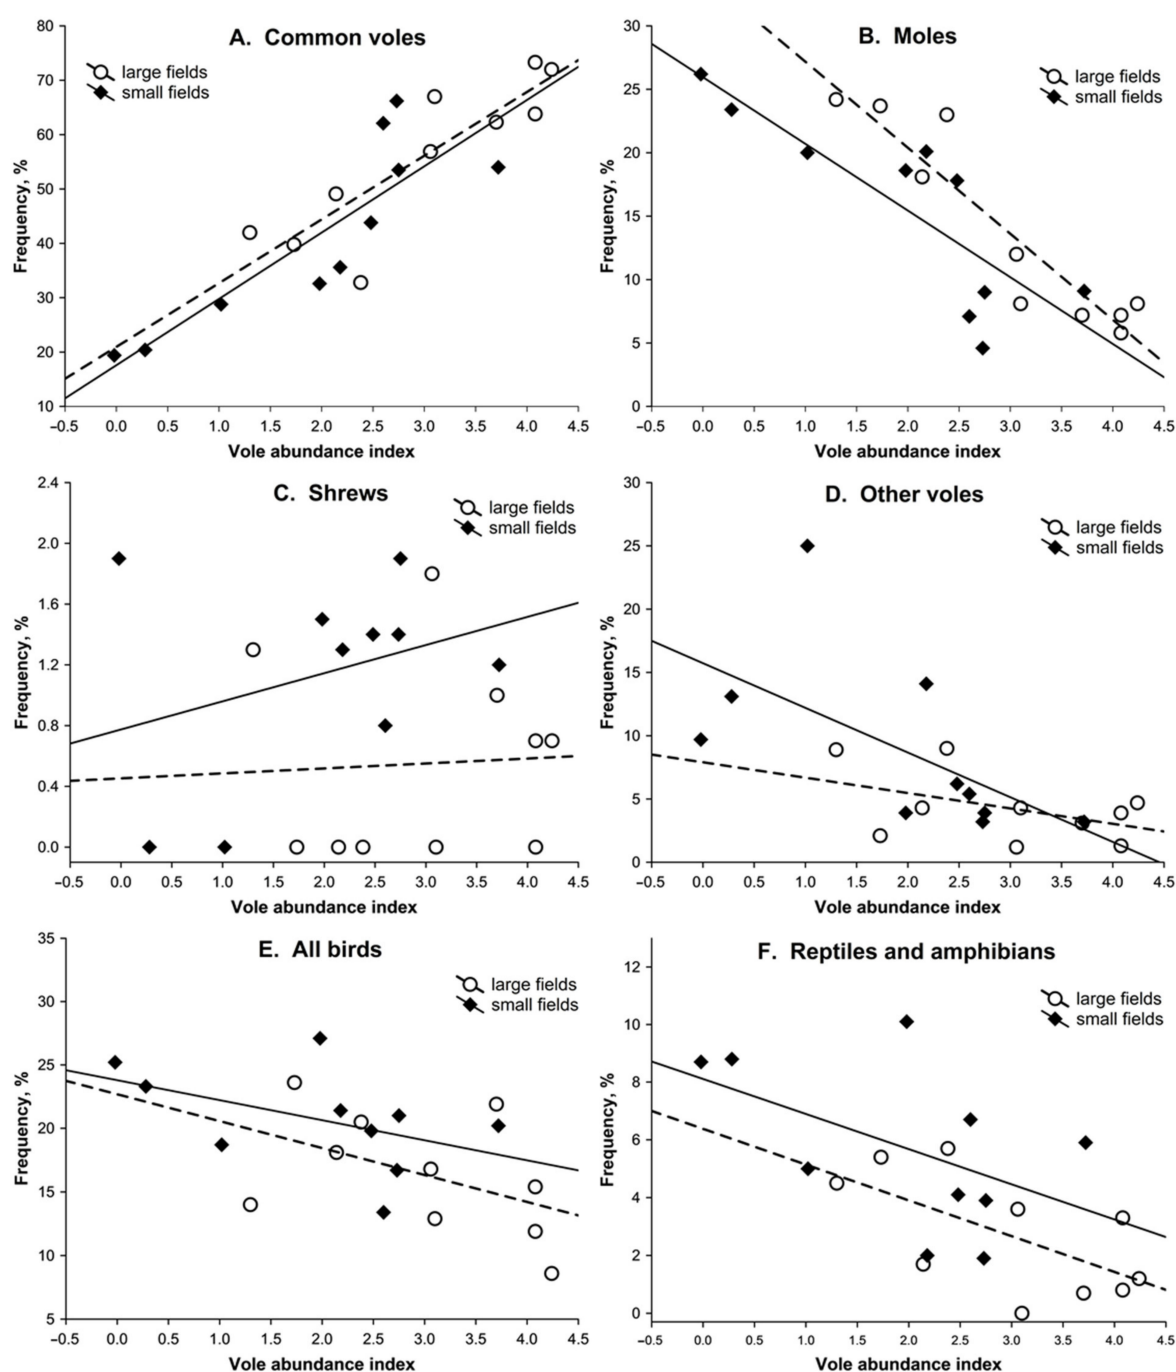 A. Common voles
large fields
small fields
Frequency, %
80
70
60
50
40
30
20
10
−0.5 0.0 0.5 1.0 1.5 2.0 2.5 3.0 3.5 4.0 4.5
Vole abundance index
B. Moles
large fields
small fields
Frequency, %
30
25
20
15
10
5
0
−0.5 0.0 0.5 1.0 1.5 2.0 2.5 3.0 3.5 4.0 4.5
Vole abundance index
C. Shrews
large fields
small fields
Frequency, %
2.4
2.0
1.6
1.2
0.8
0.4
0.0
−0.5 0.0 0.5 1.0 1.5 2.0 2.5 3.0 3.5 4.0 4.5
Vole abundance index
D. Other voles
large fields
small fields
Frequency, %
30
25
20
15
10
5
0
−0.5 0.0 0.5 1.0 1.5 2.0 2.5 3.0 3.5 4.0 4.5
Vole abundance index
E. All birds
large fields
small fields
Frequency, %
35
30
25
20
15
10
5
−0.5 0.0 0.5 1.0 1.5 2.0 2.5 3.0 3.5 4.0 4.5
Vole abundance index
F. Reptiles and amphibians
large fields
small fields
Frequency, %
12
10
8
6
4
2
0
−0.5 0.0 0.5 1.0 1.5 2.0 2.5 3.0 3.5 4.0 4.5
Vole abundance index